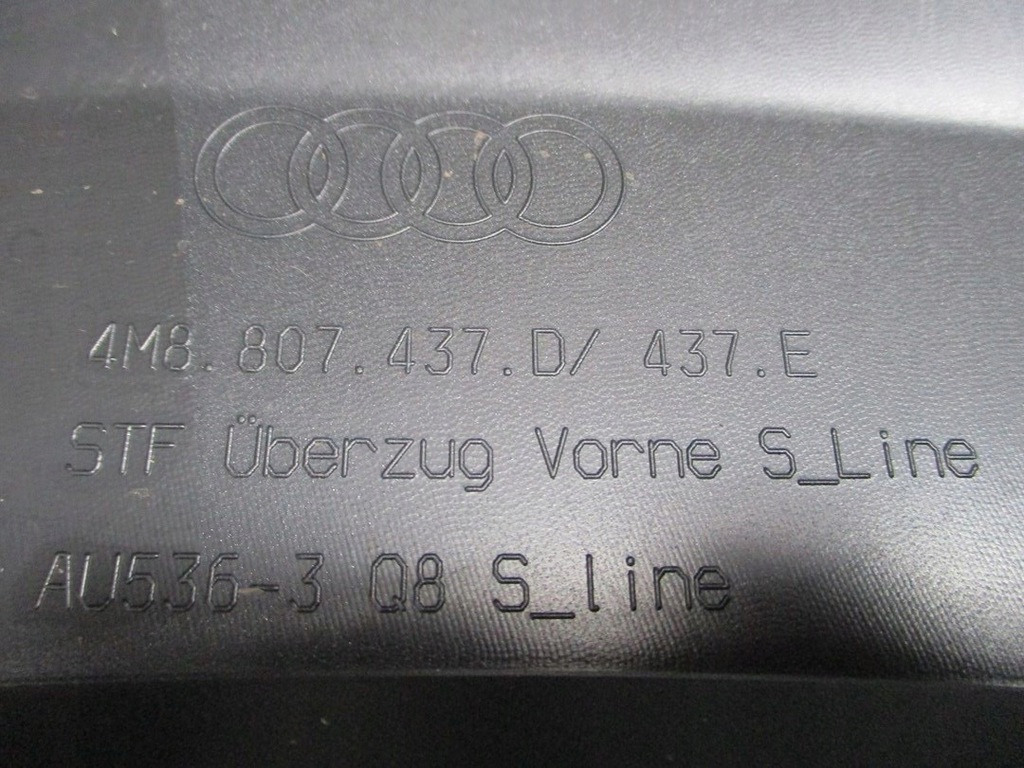 4M8.807.437.D/ 437.E
STF Überzug Vorne S_Line
AU536-3 Q8 S_line